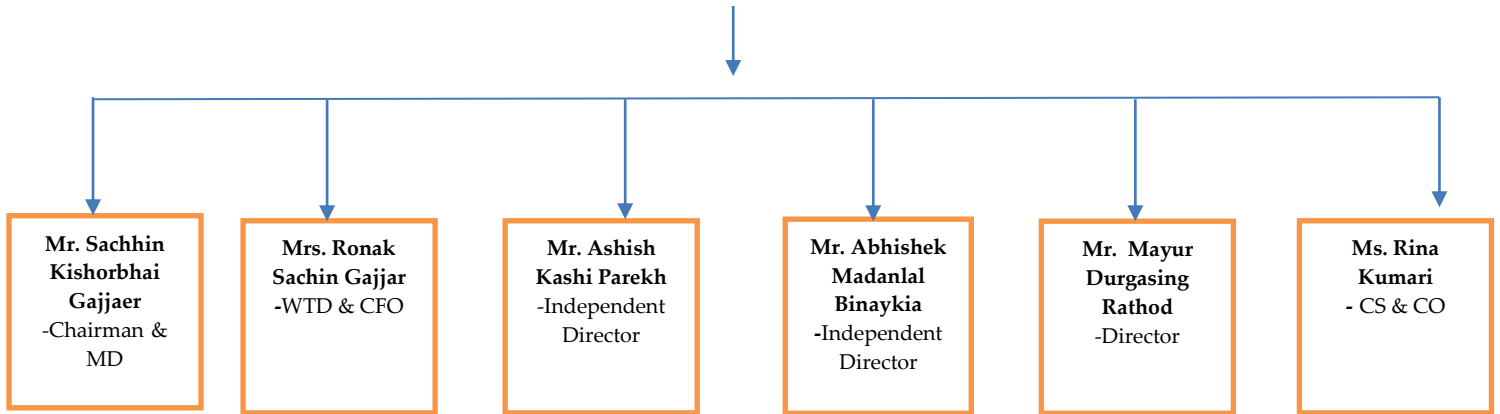 Mr. Sachhin
Kishorbhai
Gajjaer
-Chairman &
MD
Mrs. Ronak
Sachin Gajjar
-WTD & CFO
Mr. Ashish
Kashi Parekh
-Independent
Director
Mr. Abhishek
Madanlal
Binaykia
-Independent
Director
Mr. Mayur
Durgasing
Rathod
-Director
Ms. Rina
Kumari
- CS & CO